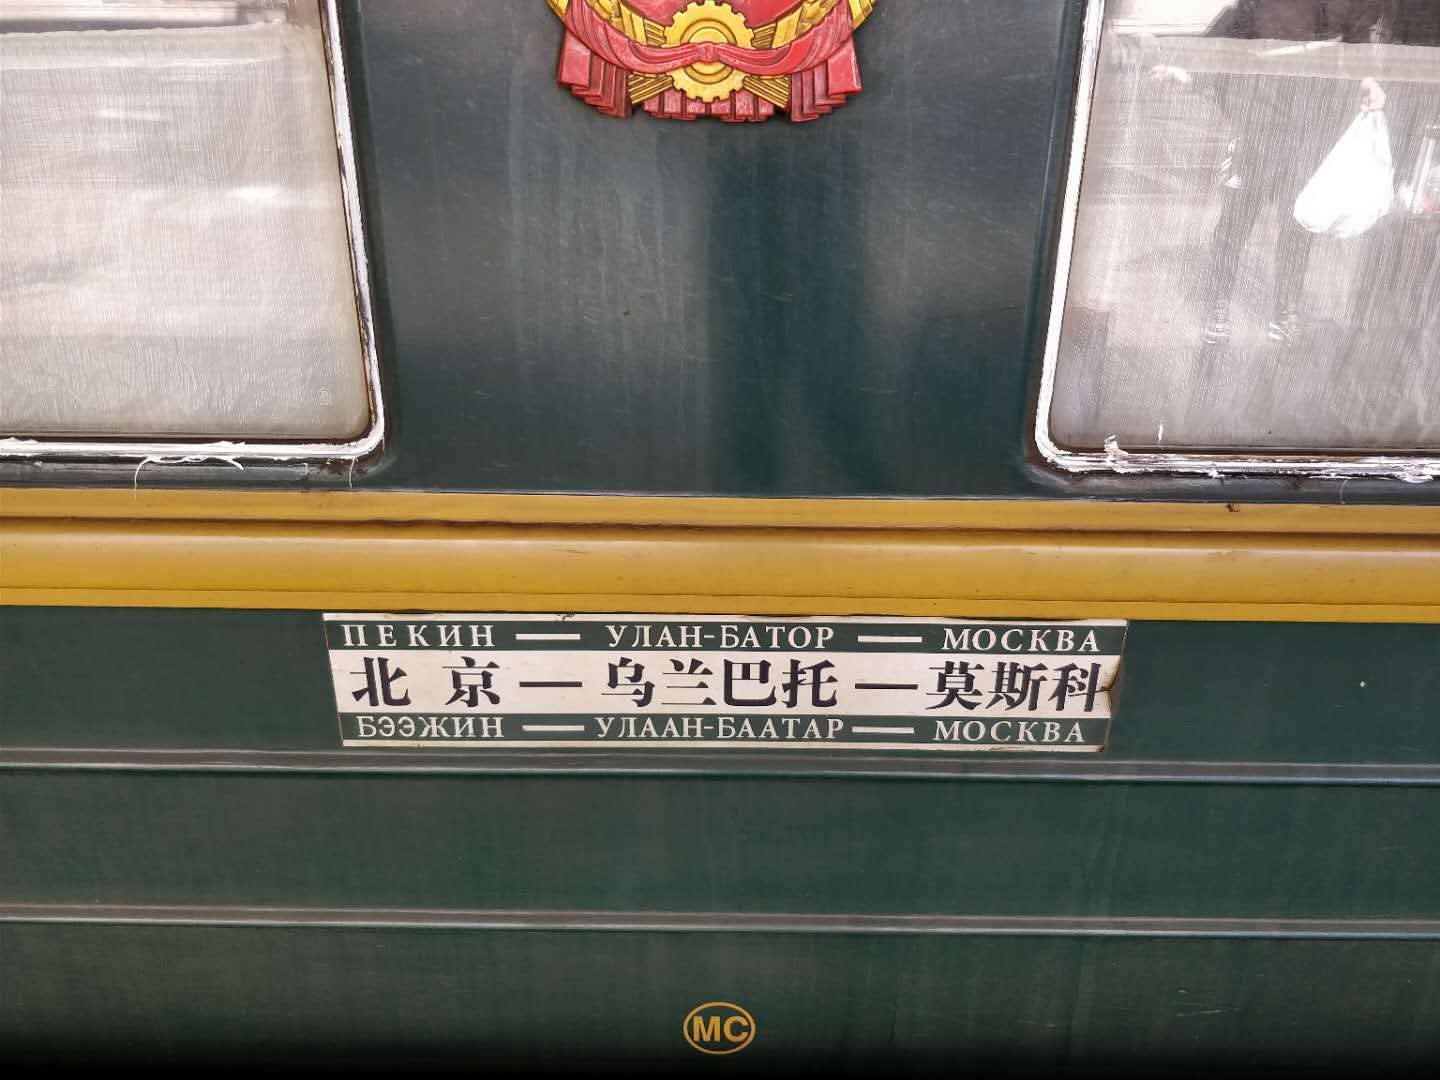 ПЕКИН — УЛАН-БАТОР — МОСКВА
北京 — 乌兰巴托 — 莫斯科
БЭЭЖИН — УЛААН-БААТАР — МОСКВА
MC